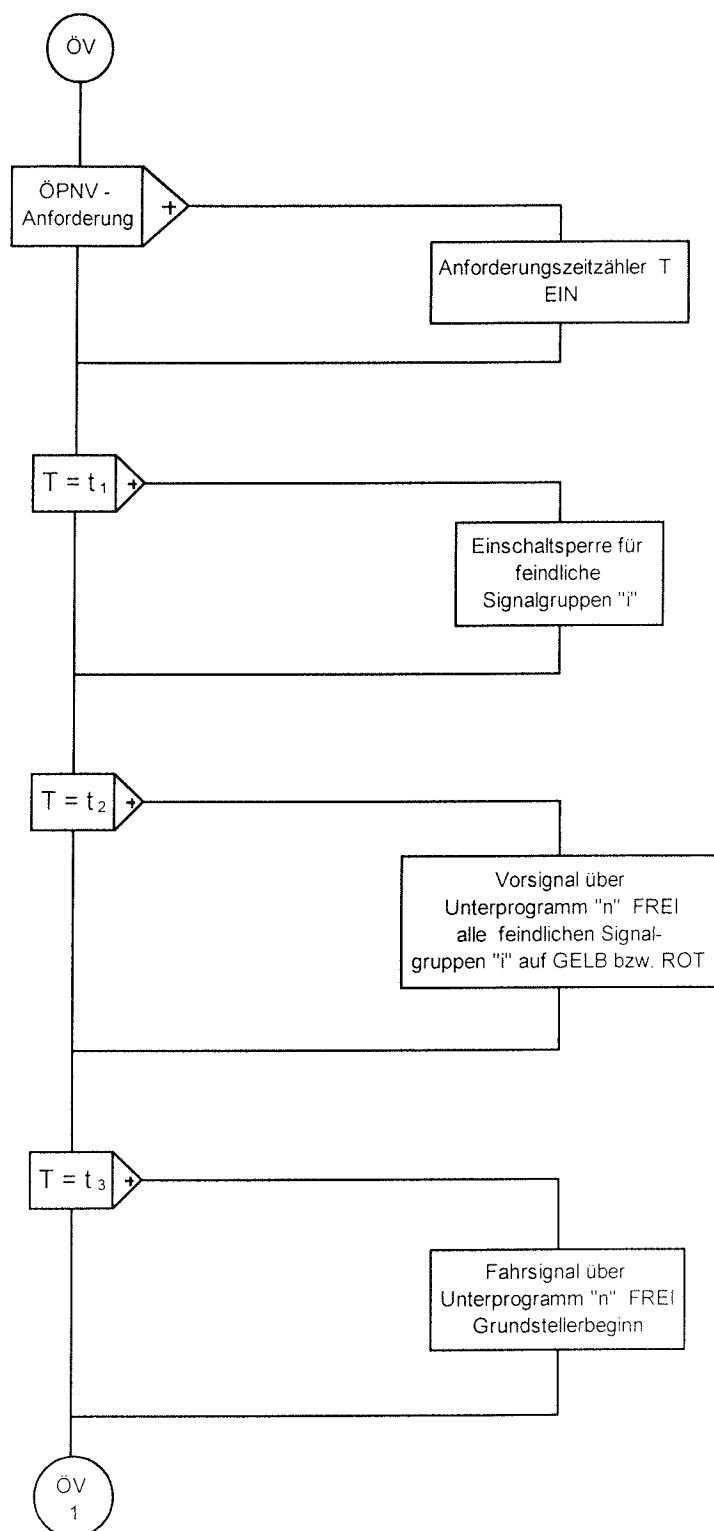 ÖV
ÖPNV -
Anforderung
+
Anforderungszeitzähler T
EIN
T = t₁
+
Einschaltsperre für
feindliche
Signalgruppen "i"
T = t₂
+
Vorsignal über
Unterprogramm "n" FREI
alle feindlichen Signal-
gruppen "i" auf GELB bzw. ROT
T = t₃
+
Fahrsignal über
Unterprogramm "n" FREI
Grundstellerbeginn
ÖV
1